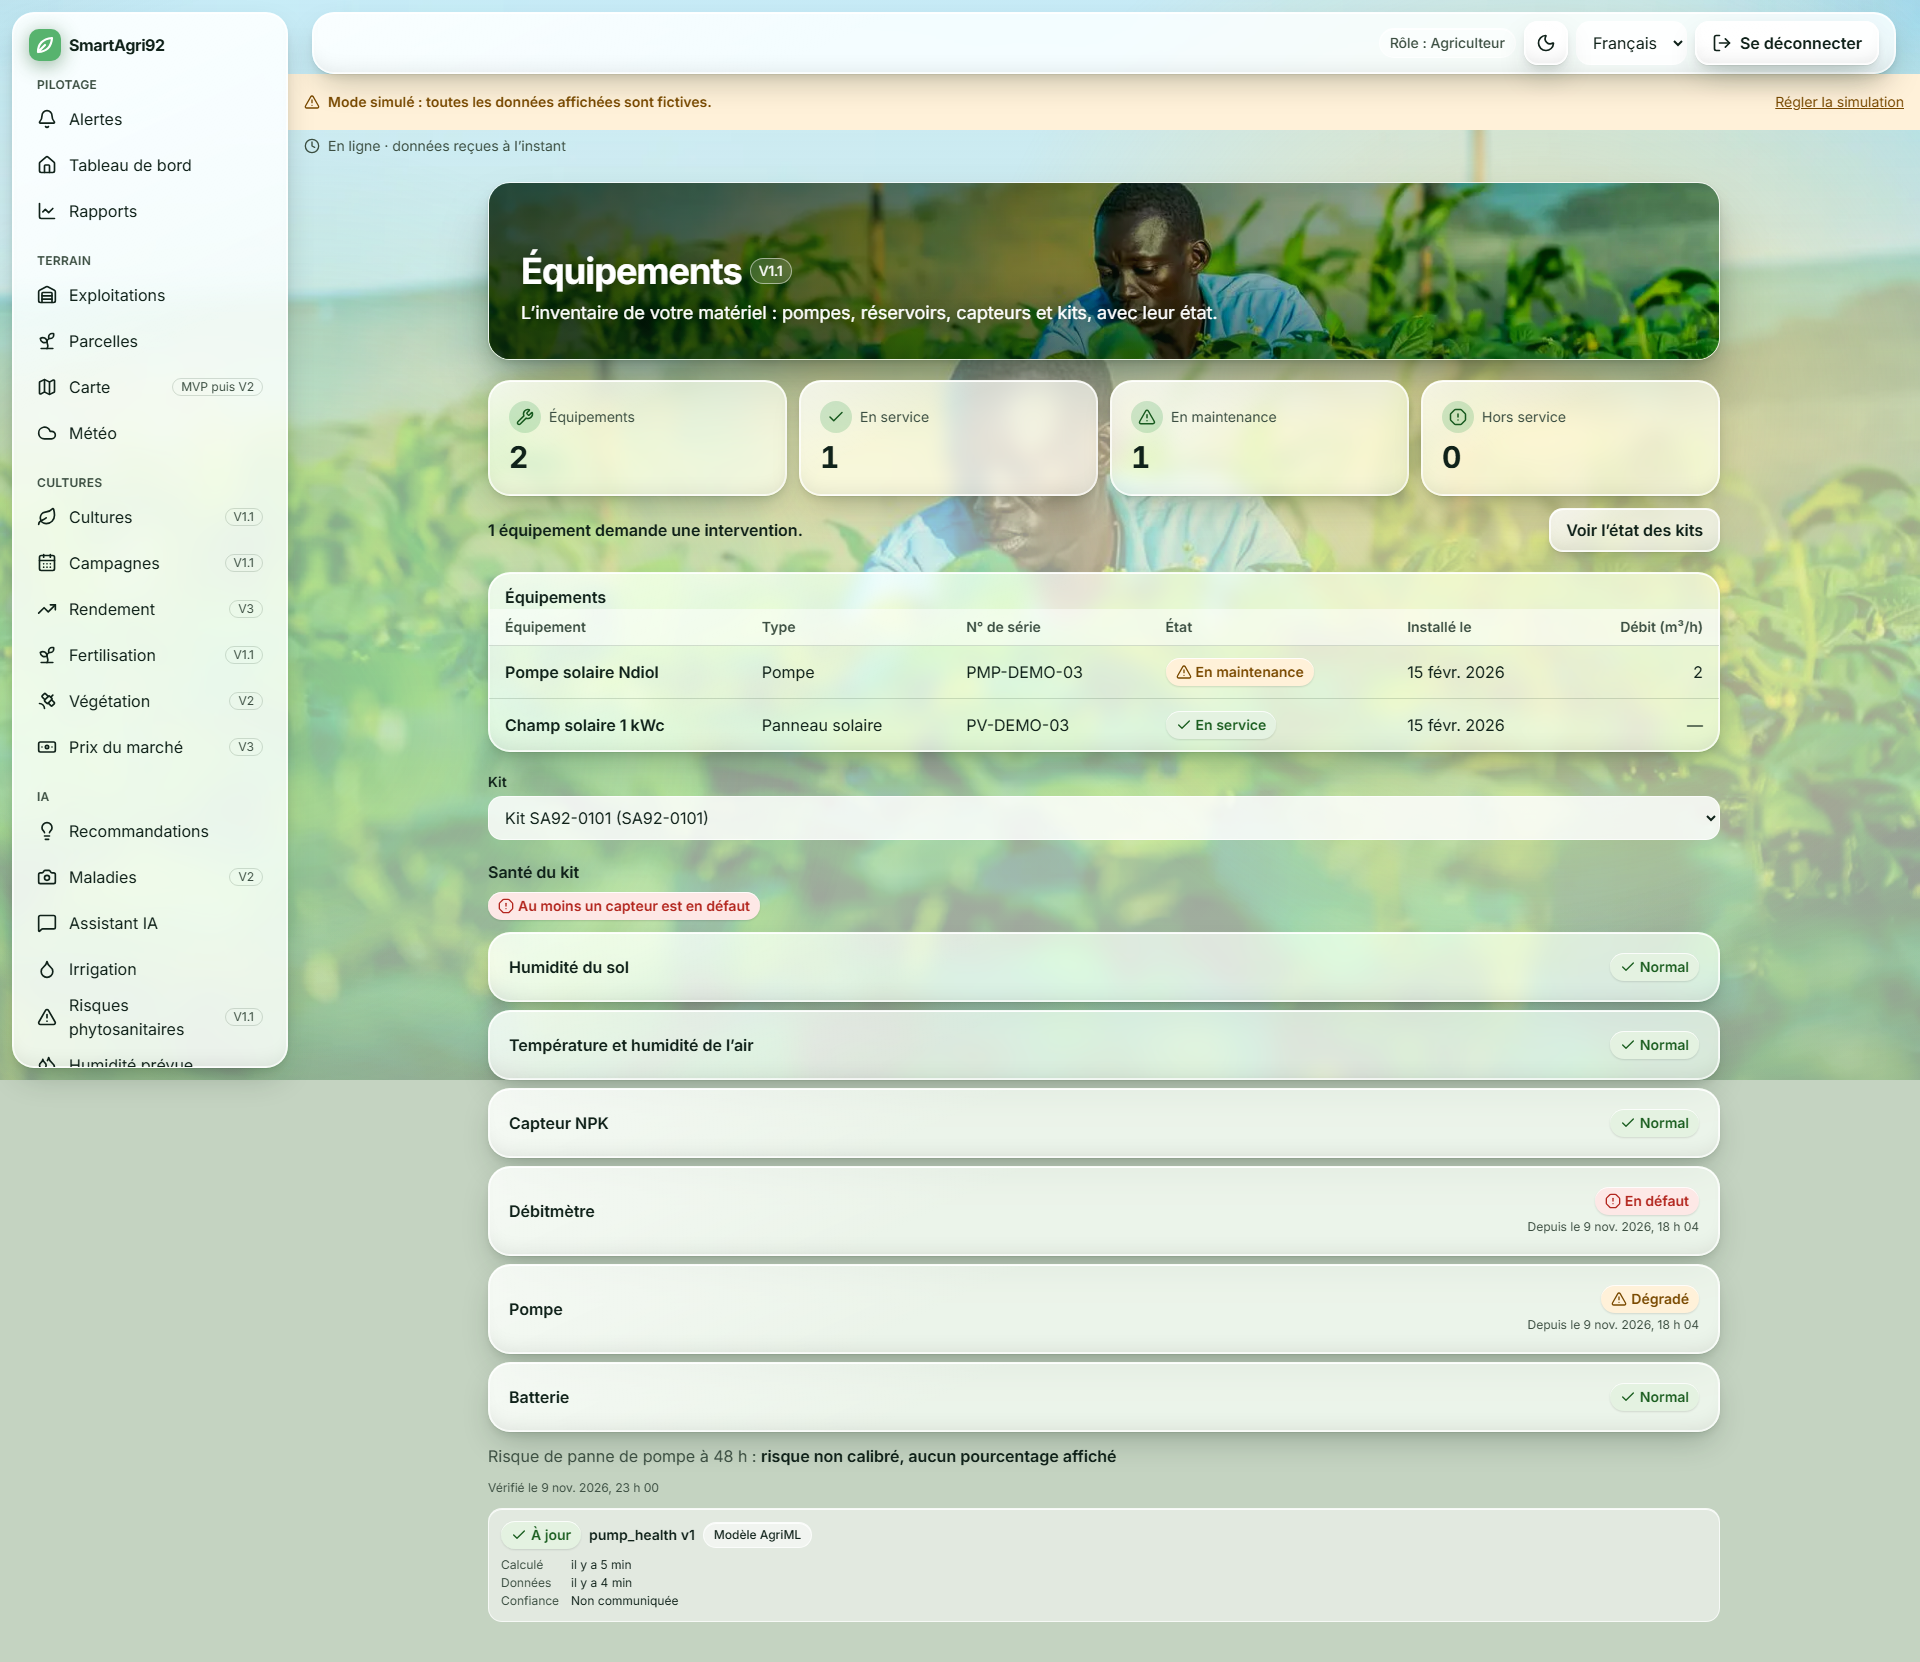 SmartAgri92
PILOTAGE
Alertes
Tableau de bord
Rapports
TERRAIN
Exploitations
Parcelles
Carte MVP puis V2
Météo
CULTURES
Cultures V1.1
Campagnes V1.1
Rendement V3
Fertilisation V1.1
Végétation V2
Prix du marché V3
IA
Recommandations
Maladies V2
Assistant IA
Irrigation
Risques phytosanitaires V1.1
Humidité prévue
Rôle : Agriculteur
Français
Se déconnecter
Mode simulé : toutes les données affichées sont fictives.
Régler la simulation
En ligne · données reçues à l’instant
Équipements V1.1
L’inventaire de votre matériel : pompes, réservoirs, capteurs et kits, avec leur état.
Équipements
2
En service
1
En maintenance
1
Hors service
0
1 équipement demande une intervention.
Voir l’état des kits
Équipements
Équipement Type N° de série État Installé le Débit (m³/h)
Pompe solaire Ndiol Pompe PMP-DEMO-03 En maintenance 15 févr. 2026 2
Champ solaire 1 kWc Panneau solaire PV-DEMO-03 En service 15 févr. 2026 —
Kit
Kit SA92-0101 (SA92-0101)
Santé du kit
Au moins un capteur est en défaut
Humidité du sol Normal
Température et humidité de l’air Normal
Capteur NPK Normal
Débitmètre En défaut
Depuis le 9 nov. 2026, 18 h 04
Pompe Dégradé
Depuis le 9 nov. 2026, 18 h 04
Batterie Normal
Risque de panne de pompe à 48 h : risque non calibré, aucun pourcentage affiché
Vérifié le 9 nov. 2026, 23 h 00
À jour pump_health v1 Modèle AgriML
Calculé il y a 5 min
Données il y a 4 min
Confiance Non communiquée